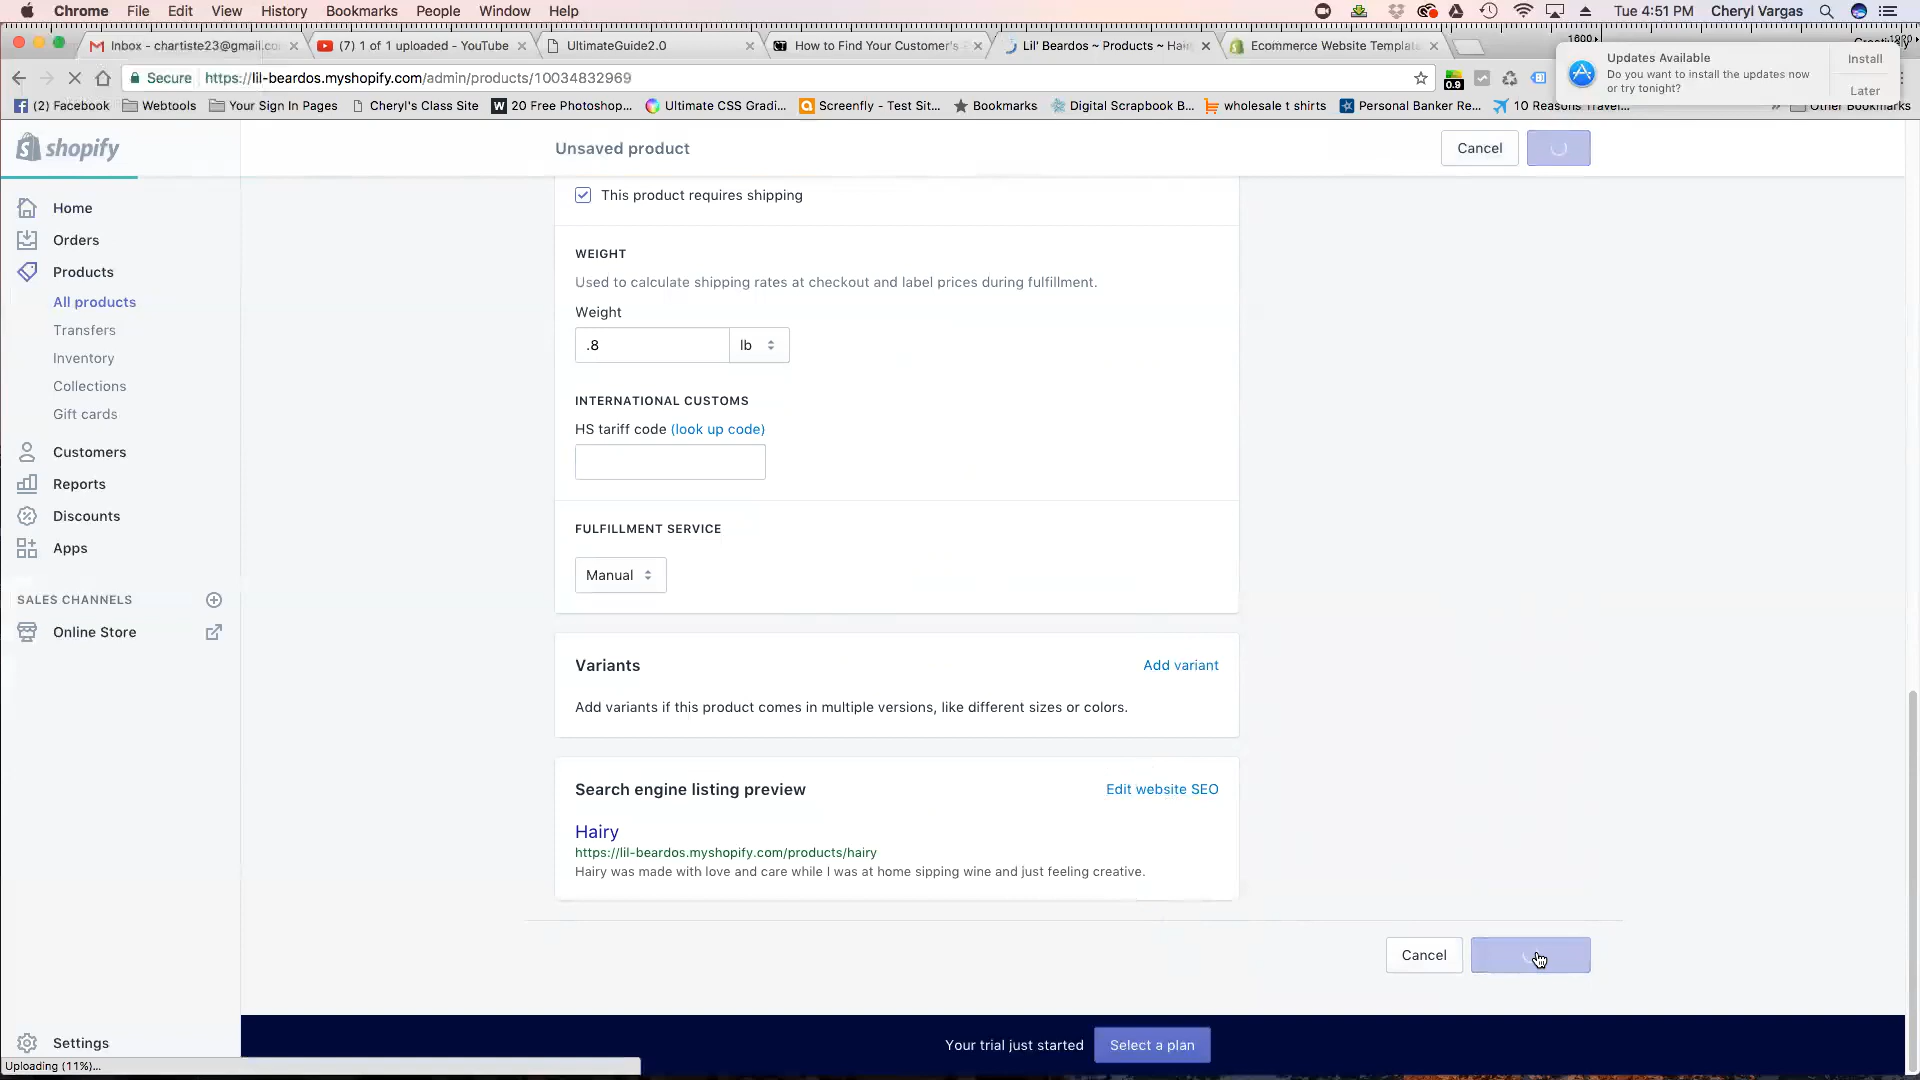 Chrome File Edit View History Bookmarks People Window Help Tue 4:51 PM Cheryl Vargas
Inbox - chartiste23@gmail.co
(7) 1 of 1 uploaded - YouTube
UltimateGuide2.0
How to Find Your Customer's
Lil' Beardos ~ Products ~ Hair
Ecommerce Website Template
Secure https://lil-beardos.myshopify.com/admin/products/10034832969
0.9
(2) Facebook Webtools Your Sign In Pages Cheryl's Class Site 20 Free Photoshop... Ultimate CSS Gradi... Screenfly - Test Sit... Bookmarks Digital Scrapbook B... wholesale t shirts Personal Banker Re... 10 Reasons Travel... Other Bookmarks
Updates Available
Do you want to install the updates now
or try tonight?
Install
Later
shopify
Unsaved product
Cancel
Home
Orders
Products
All products
Transfers
Inventory
Collections
Gift cards
Customers
Reports
Discounts
Apps
SALES CHANNELS
Online Store
Settings
This product requires shipping
WEIGHT
Used to calculate shipping rates at checkout and label prices during fulfillment.
Weight
.8 lb
INTERNATIONAL CUSTOMS
HS tariff code (look up code)
FULFILLMENT SERVICE
Manual
Variants
Add variant
Add variants if this product comes in multiple versions, like different sizes or colors.
Search engine listing preview
Edit website SEO
Hairy
https://lil-beardos.myshopify.com/products/hairy
Hairy was made with love and care while I was at home sipping wine and just feeling creative.
Cancel
Your trial just started
Select a plan
Uploading (11%)...